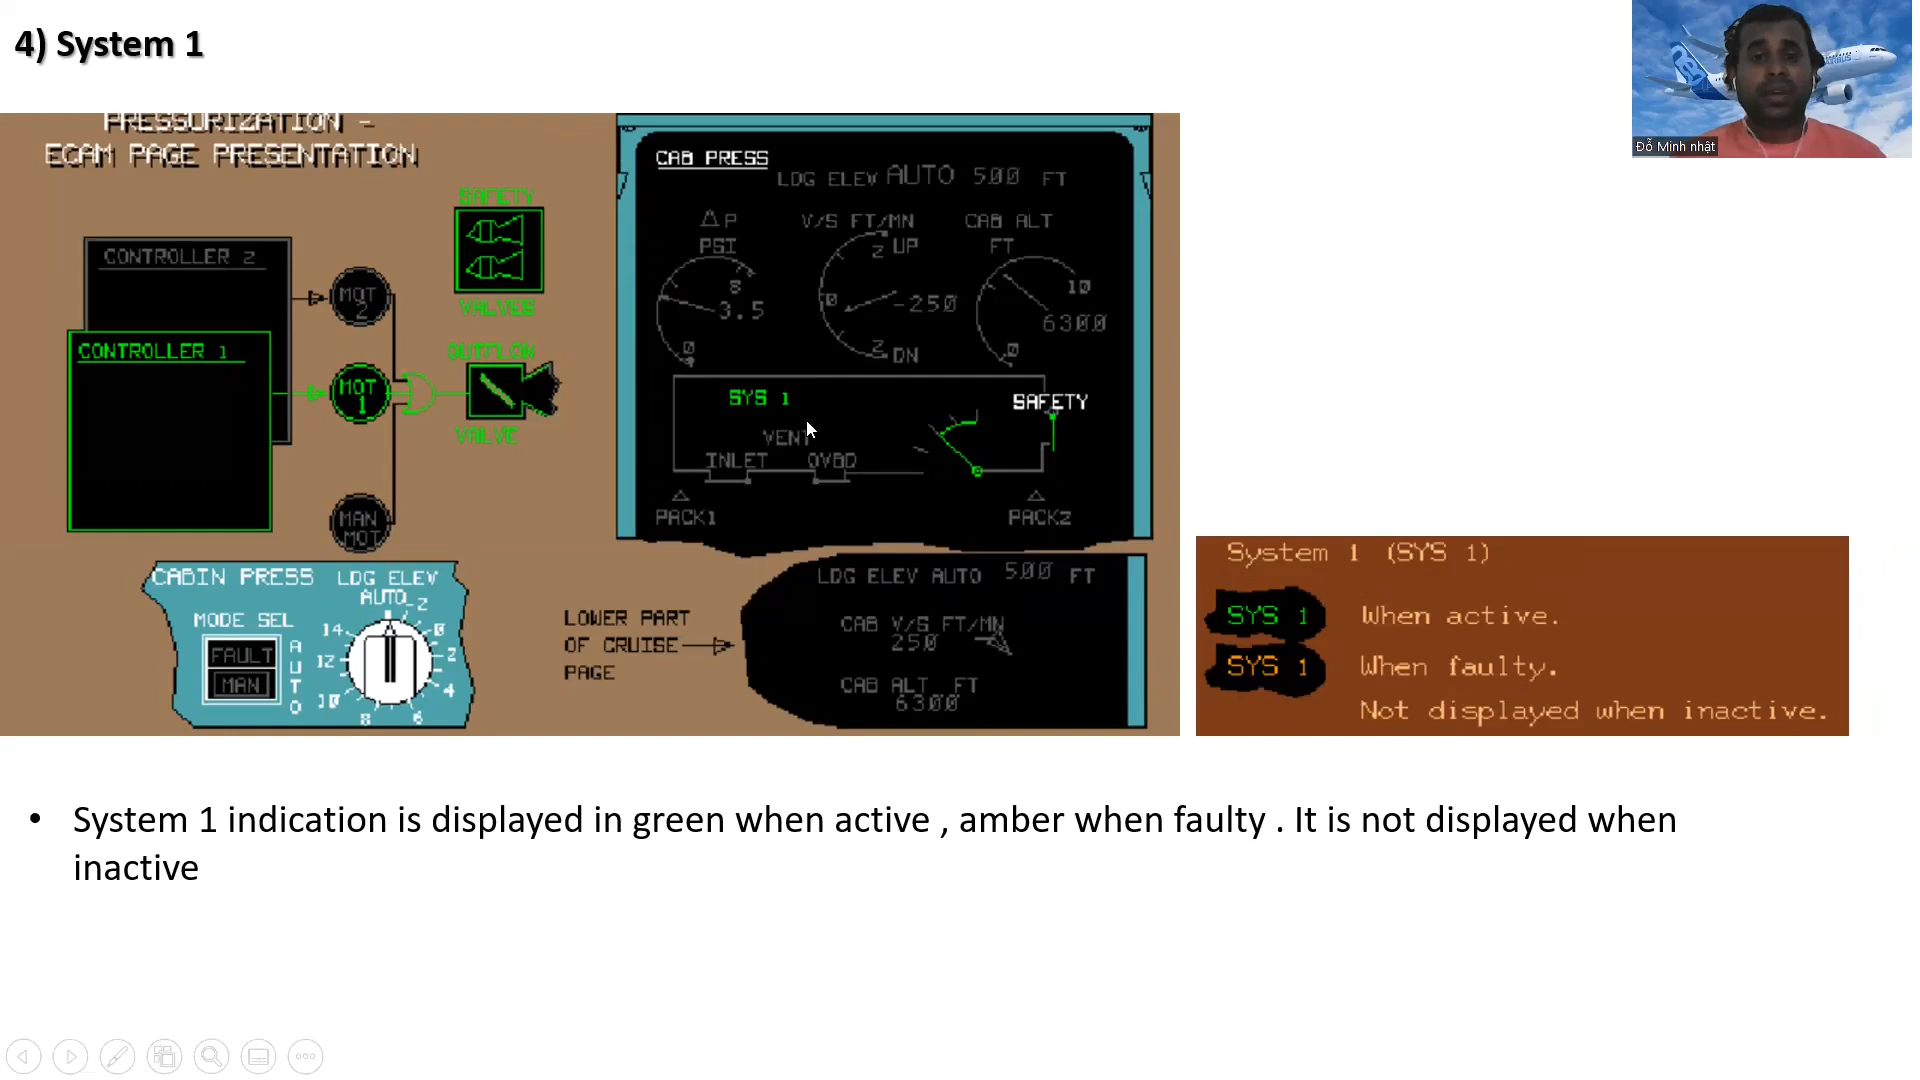 4) System 1
PRESSURIZATION -
ECAM PAGE PRESENTATION
SAFETY
VALVES
CONTROLLER 2
MOT
2
CONTROLLER 1
MOT
1
OUTFLOW
VALVE
MAN
MOT
CAB PRESS
LDG ELEV AUTO 500 FT
ΔP
PSI
8
3.5
0
V/S FT/MN
2 UP
0
-250
2 DN
CAB ALT
FT
10
6300
0
SYS 1
SAFETY
VENT
INLET OVBD
PACK1
PACK2
CABIN PRESS LDG ELEV
AUTO
MODE SEL
FAULT
MAN
AUTO
-2
0
2
4
6
8
10
12
14
LOWER PART
OF CRUISE
PAGE
LDG ELEV AUTO 500 FT
CAB V/S FT/MN
250
CAB ALT FT
6300
System 1 (SYS 1)
SYS 1 When active.
SYS 1 When faulty.
Not displayed when inactive.
• System 1 indication is displayed in green when active , amber when faulty . It is not displayed when
inactive
Đỗ Minh nhật
AIRBUS